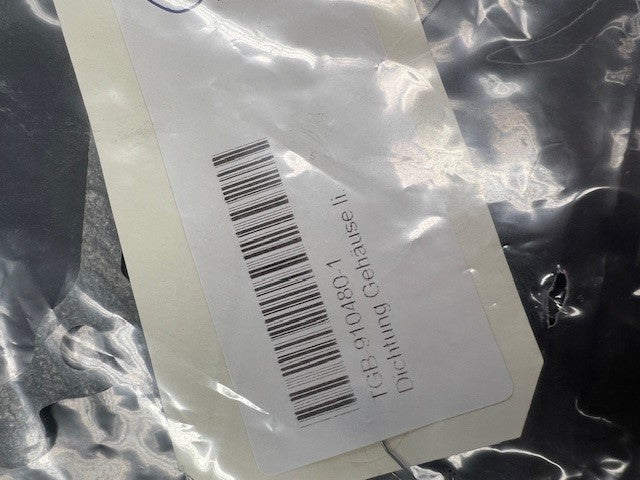 TGB 910480-1
Dichtung Gehäuse li.